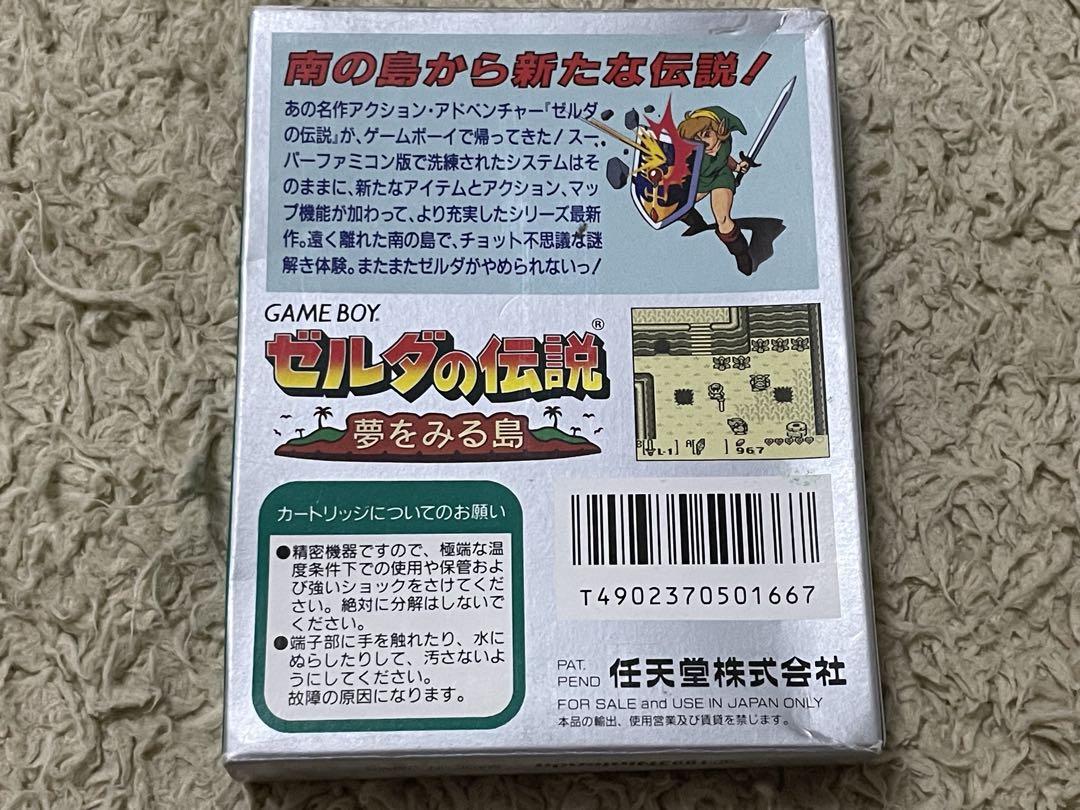 南の島から新たな伝説!
あの名作アクション・アドベンチャー『ゼルダ
の伝説』が、ゲームボーイで帰ってきた!スー
パーファミコン版で洗練されたシステムはそ
のままに、新たなアイテムとアクション、マッ
プ機能が加わって、より充実したシリーズ最新
作。遠く離れた南の島で、チョット不思議な謎
解き体験。またまたゼルダがやめられないっ!
GAME BOY™
ゼルダの伝説®
夢をみる島
B[ L-1] A[ ] 967
カートリッジについてのお願い
●精密機器ですので、極端な温
度条件下での使用や保管およ
び強いショックをさけてくだ
さい。絶対に分解はしないで
ください。
●端子部に手を触れたり、水に
ぬらしたりして、汚さないよ
うにしてください。
故障の原因になります。
T4902370501667
PAT.
PEND 任天堂株式会社
FOR SALE and USE IN JAPAN ONLY
本品の輸出、使用営業及び賃貸を禁じます。